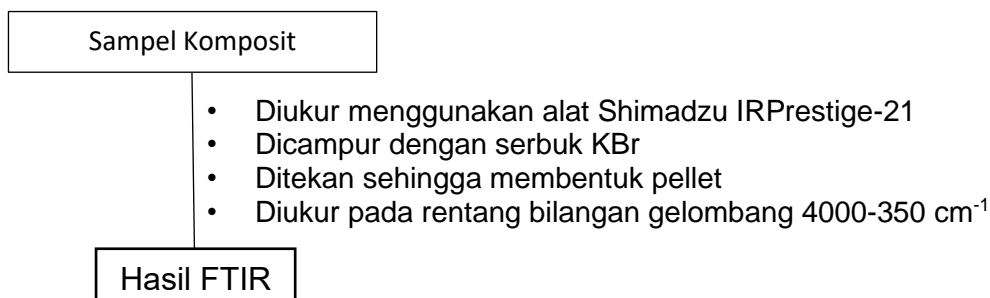 Sampel Komposit
• Diukur menggunakan alat Shimadzu IRPrestige-21
• Dicampur dengan serbuk KBr
• Ditekan sehingga membentuk pellet
• Diukur pada rentang bilangan gelombang 4000-350 cm⁻¹
Hasil FTIR